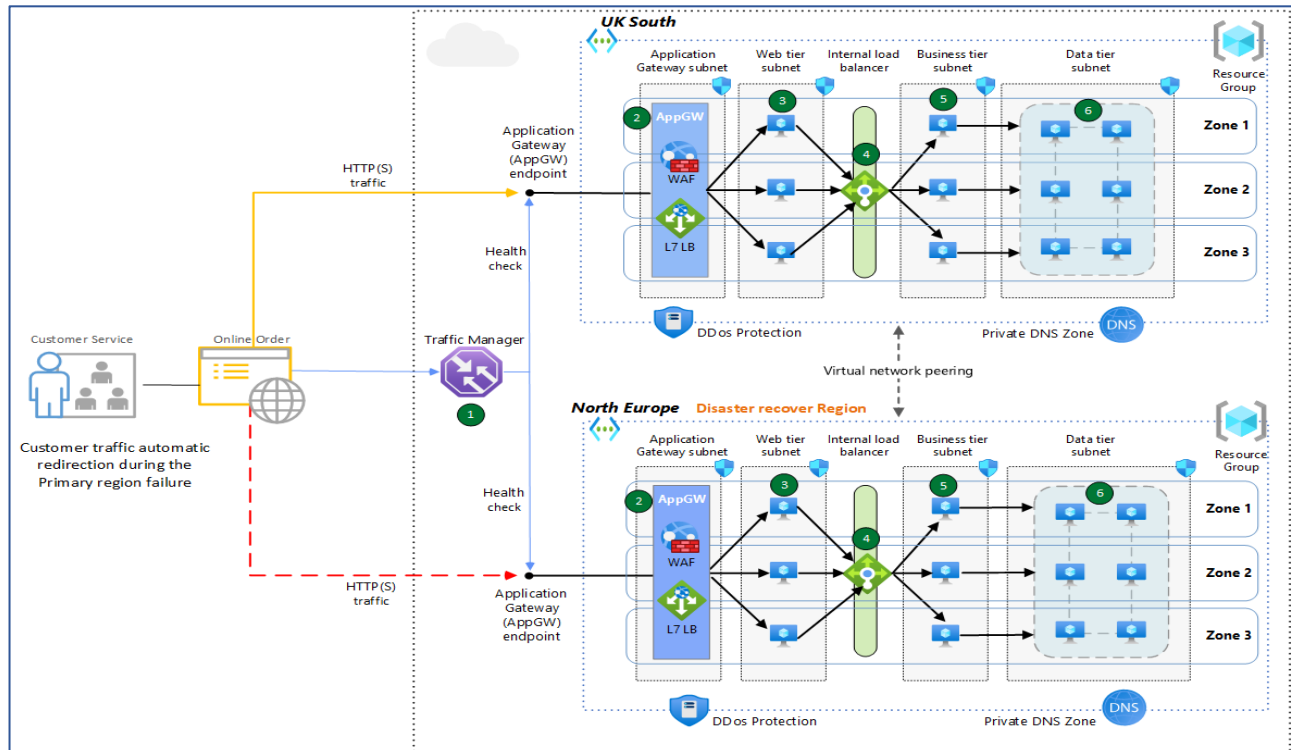 UK South
Resource
Group
Application
Gateway subnet
Web tier
subnet
Internal load
balancer
Business tier
subnet
Data tier
subnet
2
3
4
5
6
AppGW
WAF
L7 LB
Zone 1
Zone 2
Zone 3
DDos Protection
Private DNS Zone
DNS
Application
Gateway
(AppGW)
endpoint
HTTP(S)
traffic
Health
check
Customer Service
Online Order
Traffic Manager
1
Customer traffic automatic
redirection during the
Primary region failure
Virtual network peering
North Europe
Disaster recover Region
Resource
Group
Application
Gateway subnet
Web tier
subnet
Internal load
balancer
Business tier
subnet
Data tier
subnet
2
3
4
5
6
AppGW
WAF
L7 LB
Zone 1
Zone 2
Zone 3
Health
check
HTTP(S)
traffic
Application
Gateway
(AppGW)
endpoint
DDos Protection
Private DNS Zone
DNS